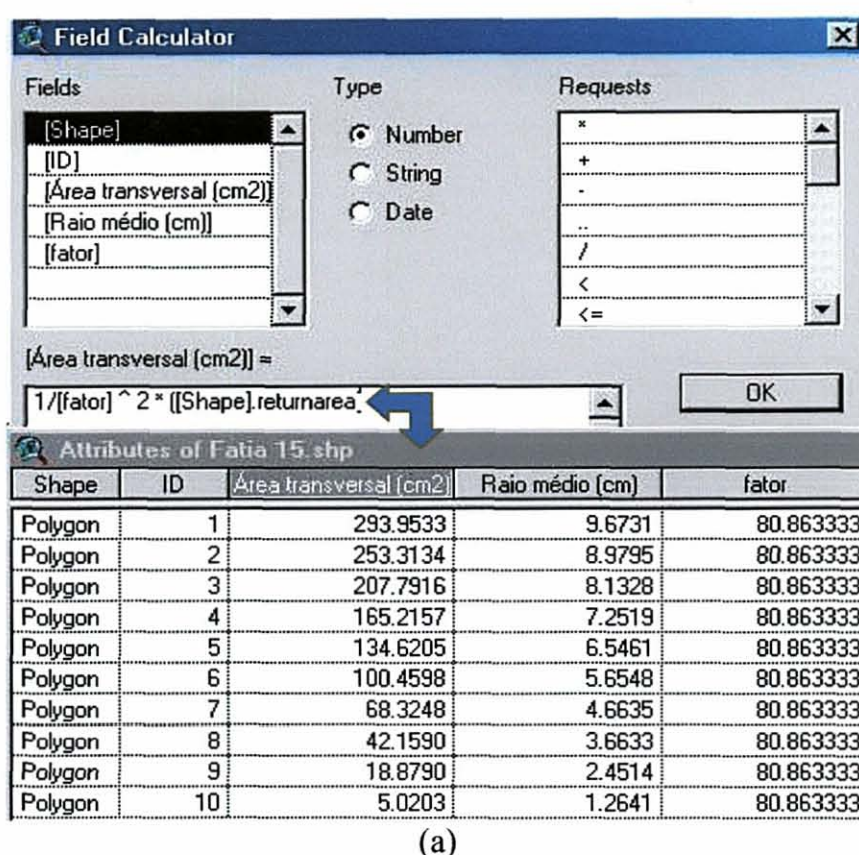 Field Calculator
Fields Type Requests
[Shape]
[ID]
[Área transversal (cm2)]
[Raio médio (cm)]
[fator]
Number
String
Date
*
+
-
..
/
<
<=
[Área transversal (cm2)] =
1/[fator] ^ 2 * ([Shape].returnarea
OK
Attributes of Fatia 15.shp
Shape ID Área transversal (cm2) Raio médio (cm) fator
Polygon 1 293.9533 9.6731 80.863333
Polygon 2 253.3134 8.9795 80.863333
Polygon 3 207.7916 8.1328 80.863333
Polygon 4 165.2157 7.2519 80.863333
Polygon 5 134.6205 6.5461 80.863333
Polygon 6 100.4598 5.6548 80.863333
Polygon 7 68.3248 4.6635 80.863333
Polygon 8 42.1590 3.6633 80.863333
Polygon 9 18.8790 2.4514 80.863333
Polygon 10 5.0203 1.2641 80.863333
(a)